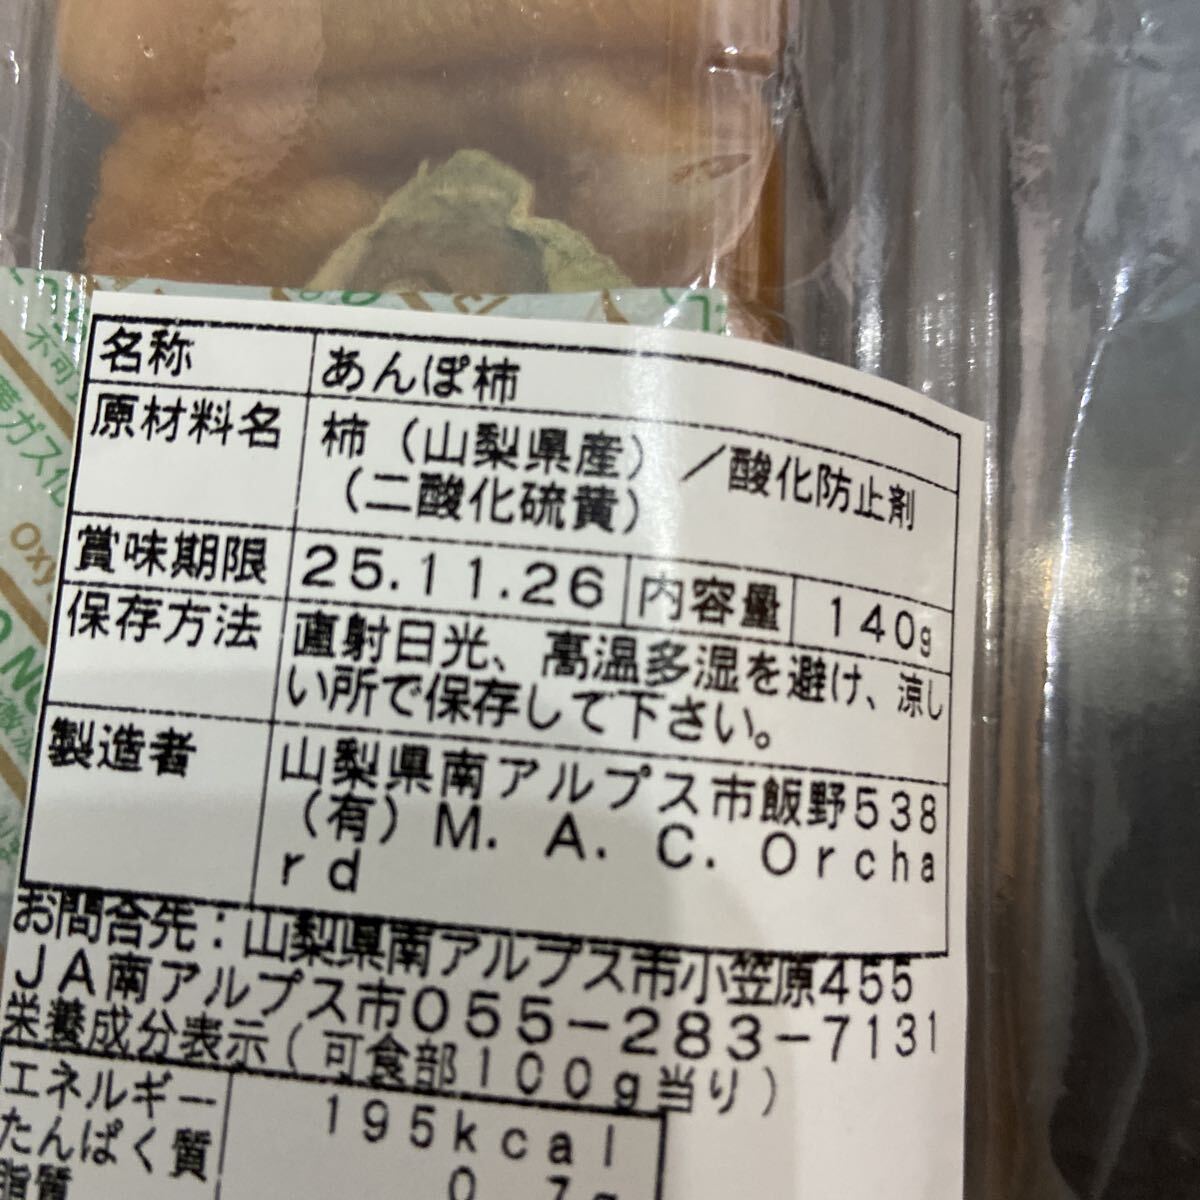 名称 あんぽ柿
原材料名 柿（山梨県産）／酸化防止剤
（二酸化硫黄）
賞味期限 25.11.26 内容量 140g
保存方法 直射日光、高温多湿を避け、涼し
い所で保存して下さい。
製造者 山梨県南アルプス市飯野538
（有）M．A．C．Orcha
rd
お問合先：山梨県南アルプス市小笠原455
JA南アルプス市055-283-7131
栄養成分表示（可食部100g当り）
エネルギー 195kcal
たんぱく質
脂質
不可